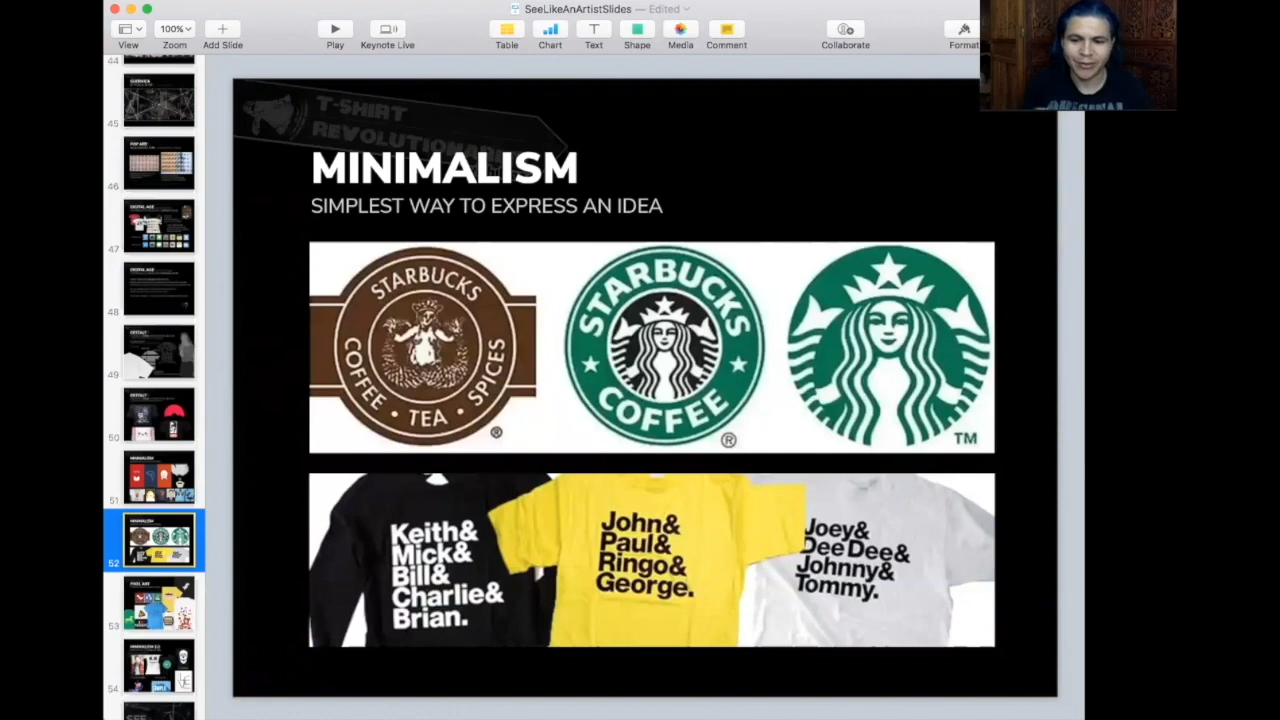 SeeLikeAnArtistSlides — Edited
100%
View
Zoom
Add Slide
Play
Keynote Live
Table
Chart
Text
Shape
Media
Comment
Collaborate
Format
T-SHIRT
MINIMALISM
SIMPLEST WAY TO EXPRESS AN IDEA
STARBUCKS
COFFEE • TEA • SPICES
®
STARBUCKS
COFFEE
®
TM
Keith&
Mick&
Bill&
Charlie&
Brian.
John&
Paul&
Ringo&
George.
Joey&
Dee Dee&
Johnny&
Tommy.
44
45
46
47
48
49
50
51
52
53
54
ORIGINAL